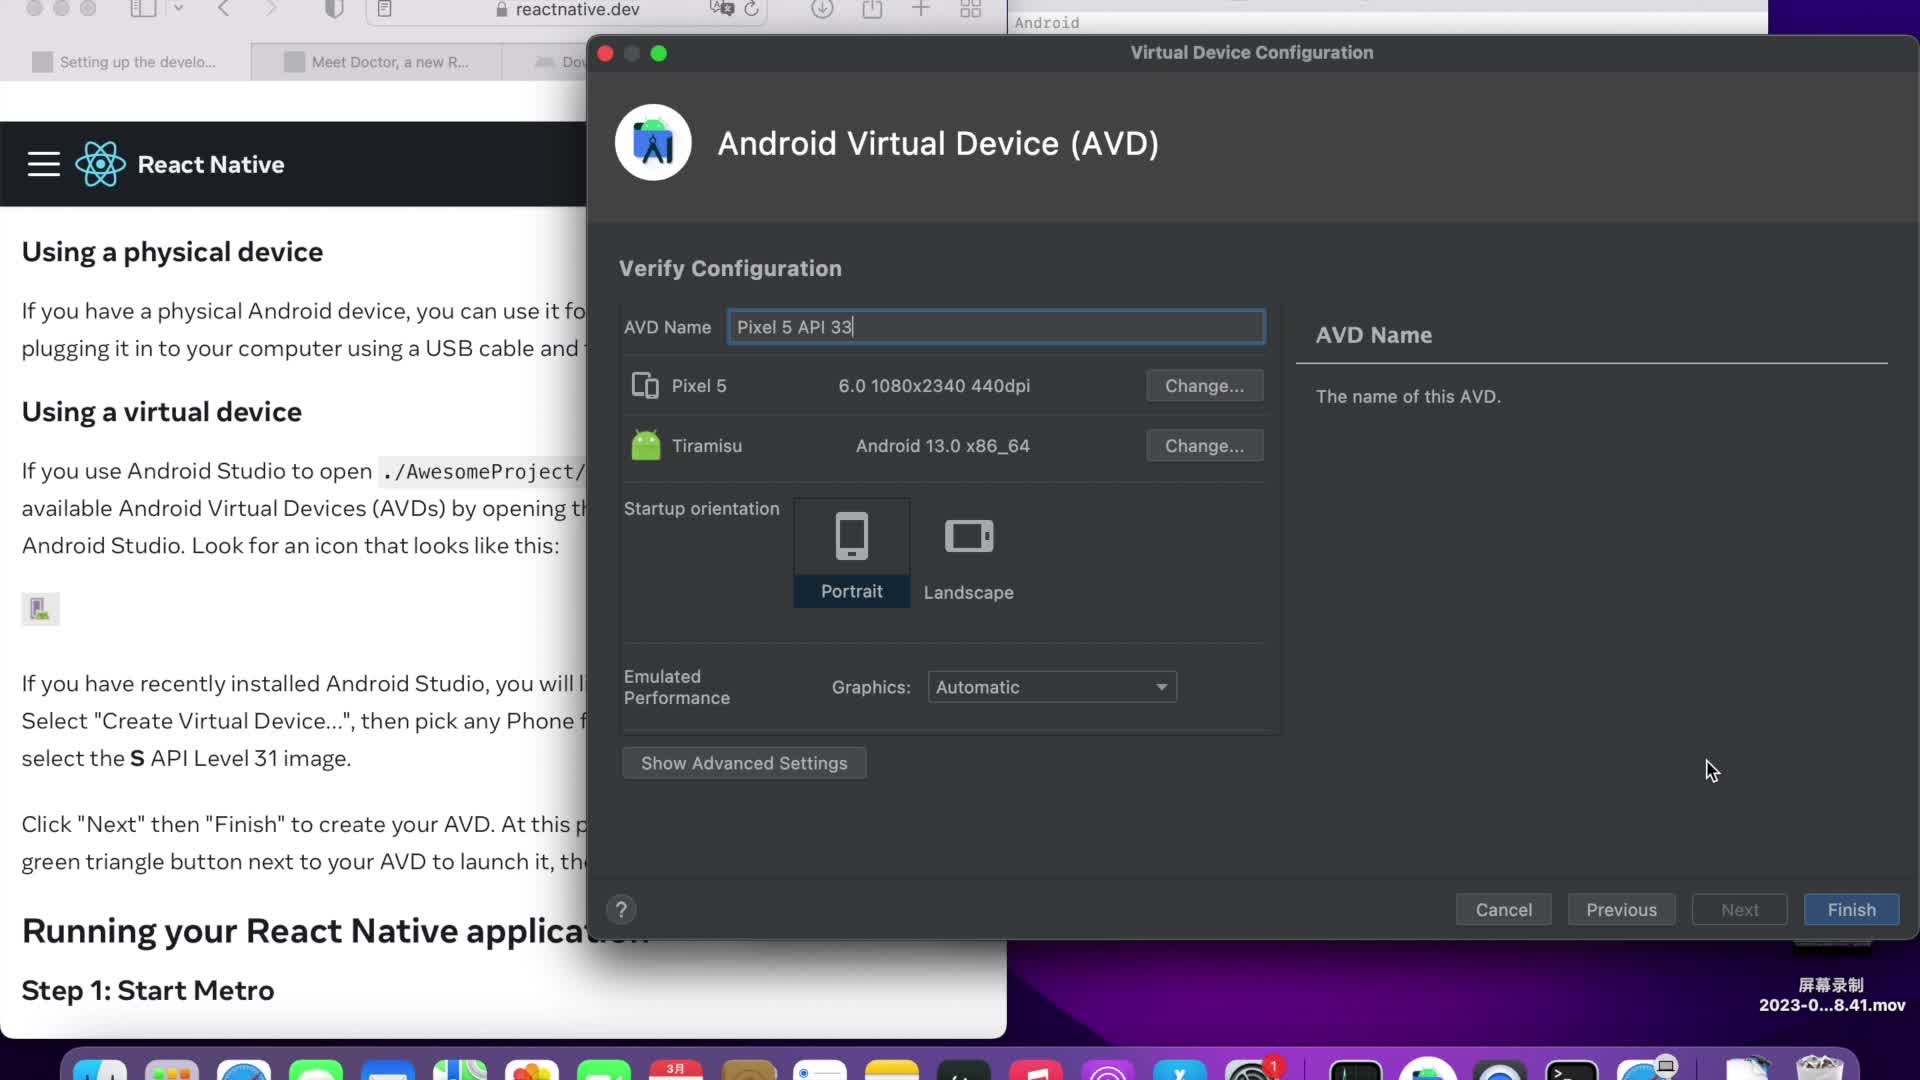 reactnative.dev
Android
Setting up the develo...
Meet Doctor, a new R...
Dov
Virtual Device Configuration
Android Virtual Device (AVD)
React Native
Using a physical device
If you have a physical Android device, you can use it fo
plugging it in to your computer using a USB cable and
Using a virtual device
If you use Android Studio to open ./AwesomeProject/
available Android Virtual Devices (AVDs) by opening th
Android Studio. Look for an icon that looks like this:
If you have recently installed Android Studio, you will li
Select "Create Virtual Device...", then pick any Phone f
select the S API Level 31 image.
Click "Next" then "Finish" to create your AVD. At this p
green triangle button next to your AVD to launch it, the
Running your React Native application
Step 1: Start Metro
Verify Configuration
AVD Name
Pixel 5 API 33
Pixel 5
6.0 1080x2340 440dpi
Change...
Tiramisu
Android 13.0 x86_64
Change...
Startup orientation
Portrait
Landscape
Emulated
Performance
Graphics:
Automatic
Show Advanced Settings
AVD Name
The name of this AVD.
?
Cancel
Previous
Next
Finish
屏幕录制
2023-0...8.41.mov
3月
1